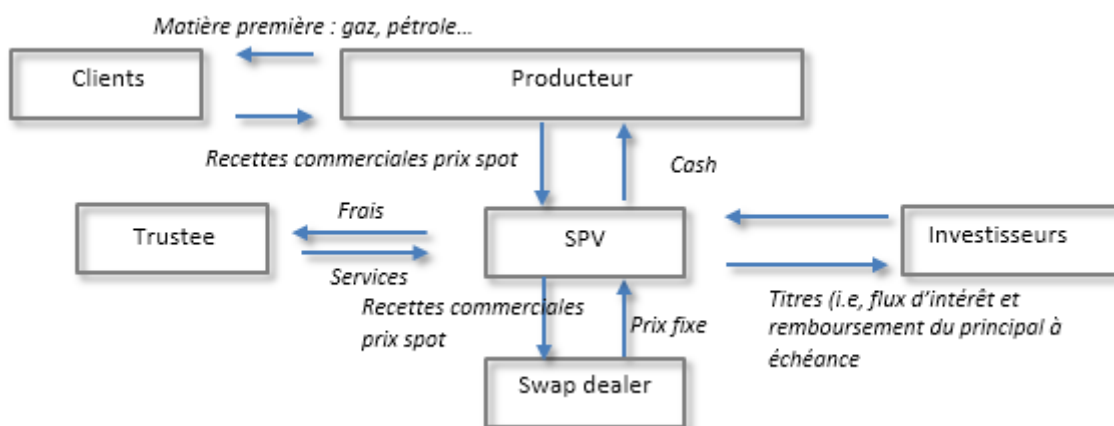 Matière première : gaz, pétrole…
Clients
Producteur
Recettes commerciales prix spot
Cash
Frais
Trustee
SPV
Investisseurs
Services
Recettes commerciales
prix spot
Prix fixe
Titres (i.e, flux d'intérêt et
remboursement du principal à
échéance
Swap dealer